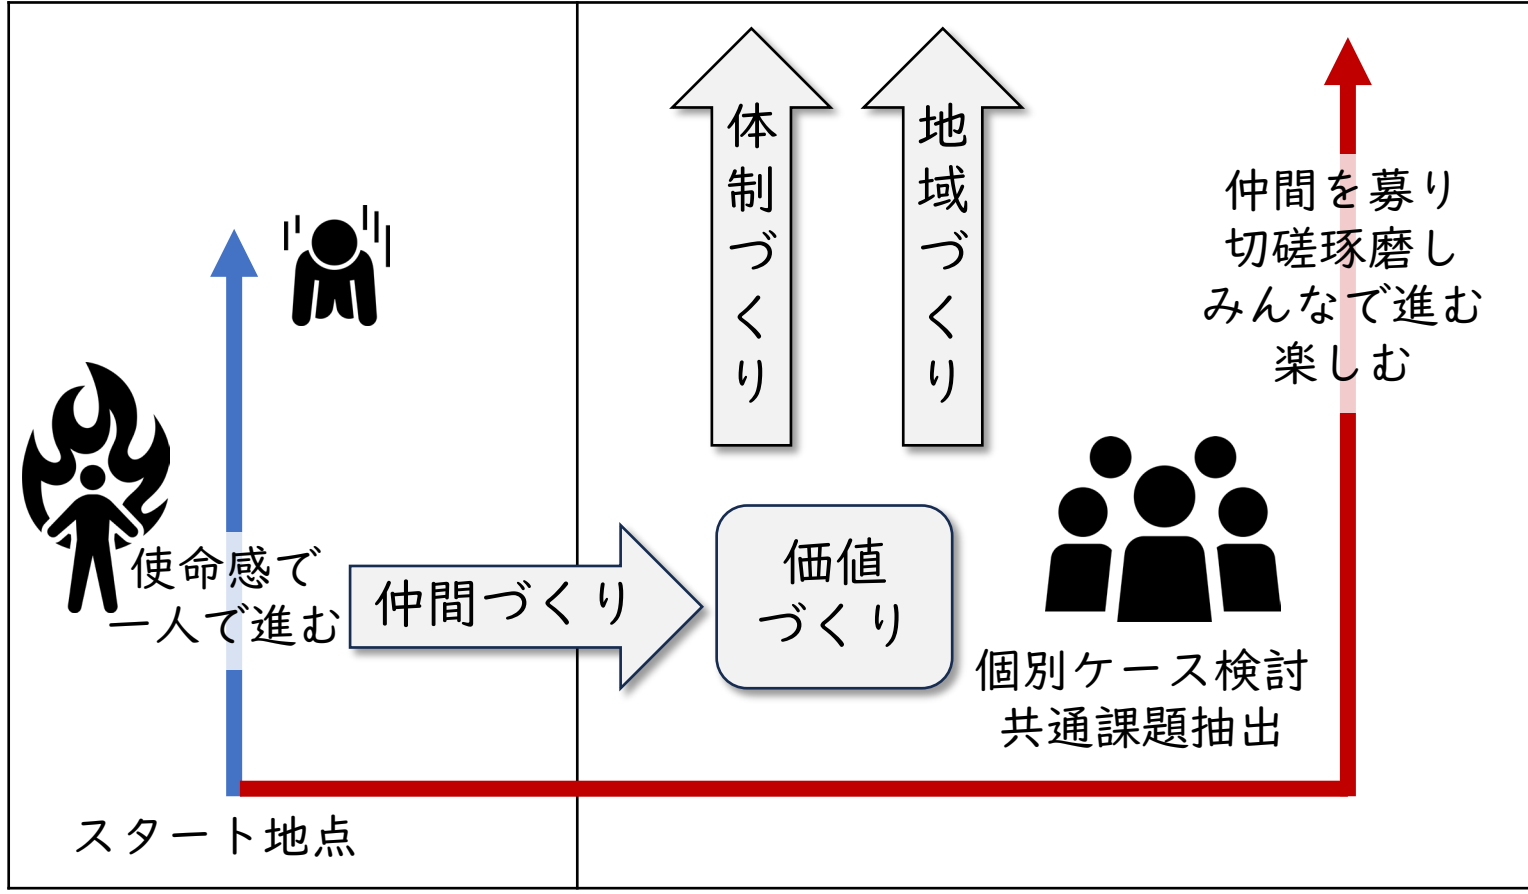 使命感で
一人で進む
スタート地点
仲間づくり
価値
づくり
体制づくり
地域づくり
個別ケース検討
共通課題抽出
仲間を募り
切磋琢磨し
みんなで進む
楽しむ